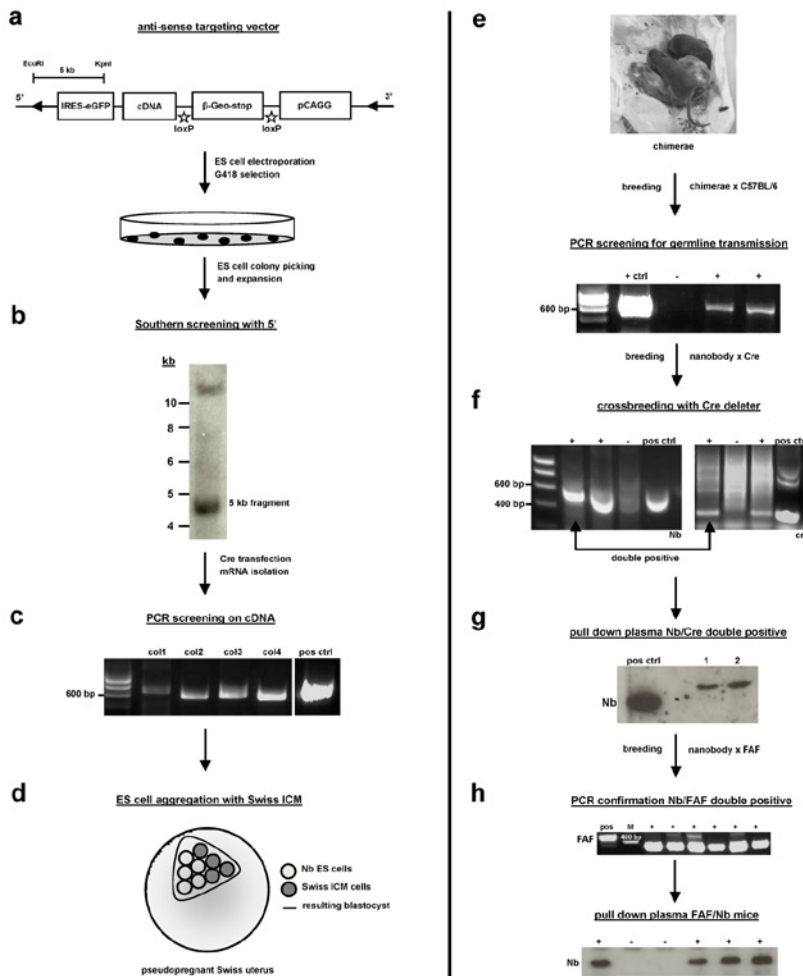 a
anti-sense targeting vector
EcoRI KpnI
5 kb
5' 3'
IRES-eGFP cDNA β-Geo-stop pCAGG
loxP loxP
ES cell electroporation
G418 selection
ES cell colony picking
and expansion
b
Southern screening with 5'
kb
10
8
6
5
5 kb fragment
4
Cre transfection
mRNA isolation
c
PCR screening on cDNA
col1 col2 col3 col4 pos ctrl
600 bp
d
ES cell aggregation with Swiss ICM
Nb ES cells
Swiss ICM cells
resulting blastocyst
pseudopregnant Swiss uterus
e
chimerae
breeding chimerae x C57BL/6
PCR screening for germline transmission
+ ctrl - + +
600 bp
breeding nanobody x Cre
f
crossbreeding with Cre deleter
+ + - pos ctrl + - + pos ct
600 bp
400 bp
Nb cr
double positive
g
pull down plasma Nb/Cre double positive
pos ctrl 1 2
Nb
breeding nanobody x FAF
h
PCR confirmation Nb/FAF double positive
pos M + + + + + +
FAF 400 bp
pull down plasma FAF/Nb mice
+ - - + + +
Nb